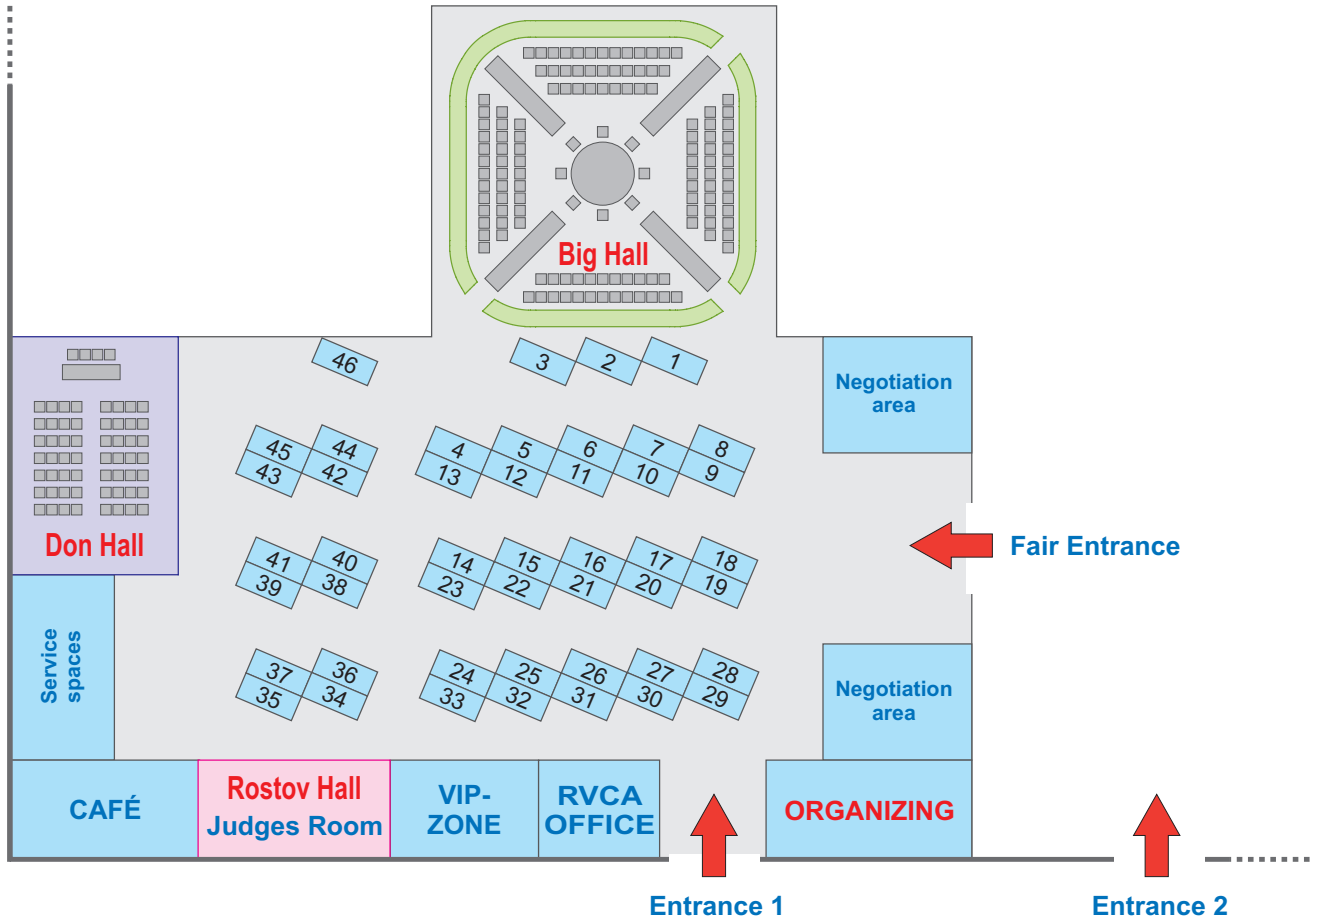 Big Hall
46
3
2
1
Negotiation
area
Don Hall
45
44
43
42
4
5
6
7
8
13
12
11
10
9
Fair Entrance
41
40
39
38
14
15
16
17
18
23
22
21
20
19
Service
spaces
37
36
35
34
24
25
26
27
28
33
32
31
30
29
Negotiation
area
CAFÉ
Rostov Hall
Judges Room
VIP-
ZONE
RVCA
OFFICE
ORGANIZING
Entrance 1
Entrance 2